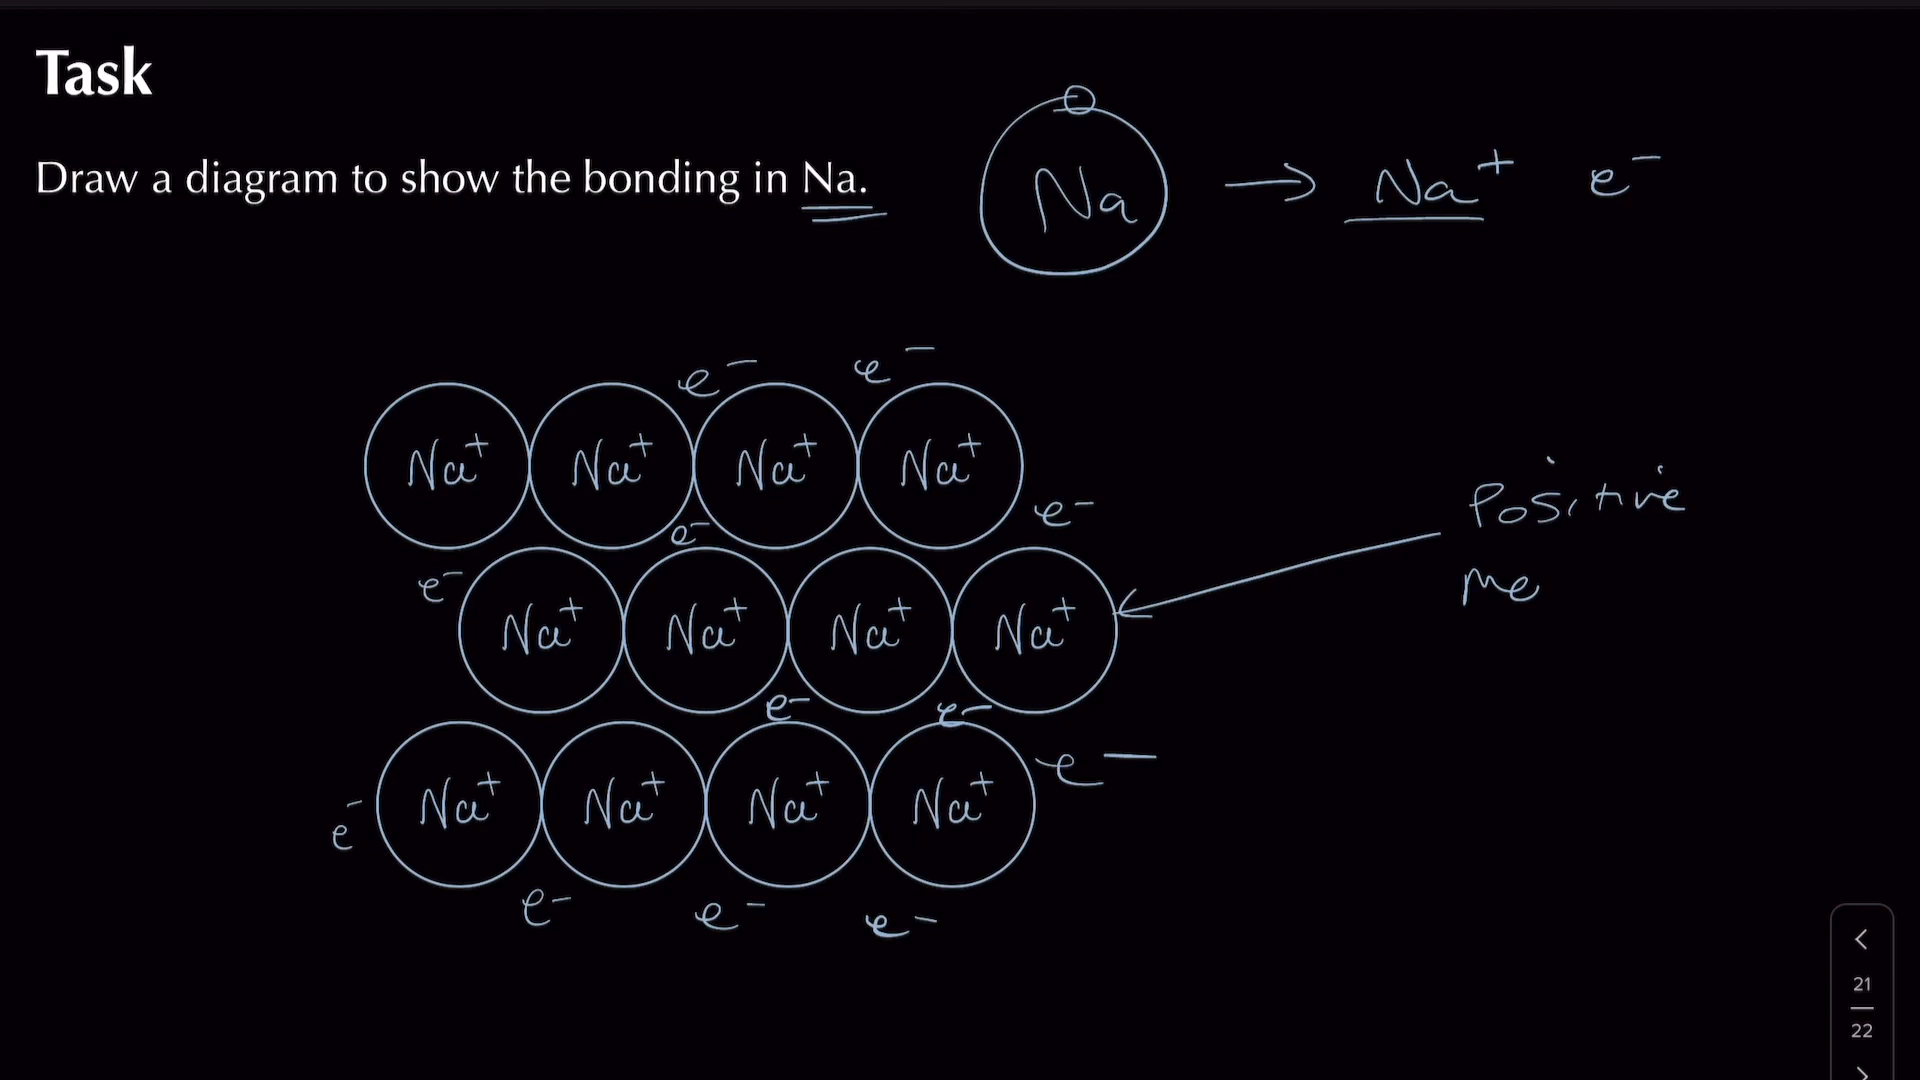 Task
Draw a diagram to show the bonding in Na.
Na → Na⁺ e⁻
e⁻ e⁻
Na⁺ Na⁺ Na⁺ Na⁺
Positive
e⁻ e⁻
e⁻ Me
Na⁺ Na⁺ Na⁺ Na⁺
e⁻ e⁻
e⁻
Na⁺ Na⁺ Na⁺ Na⁺
e⁻
e⁻ e⁻ e⁻
21
22